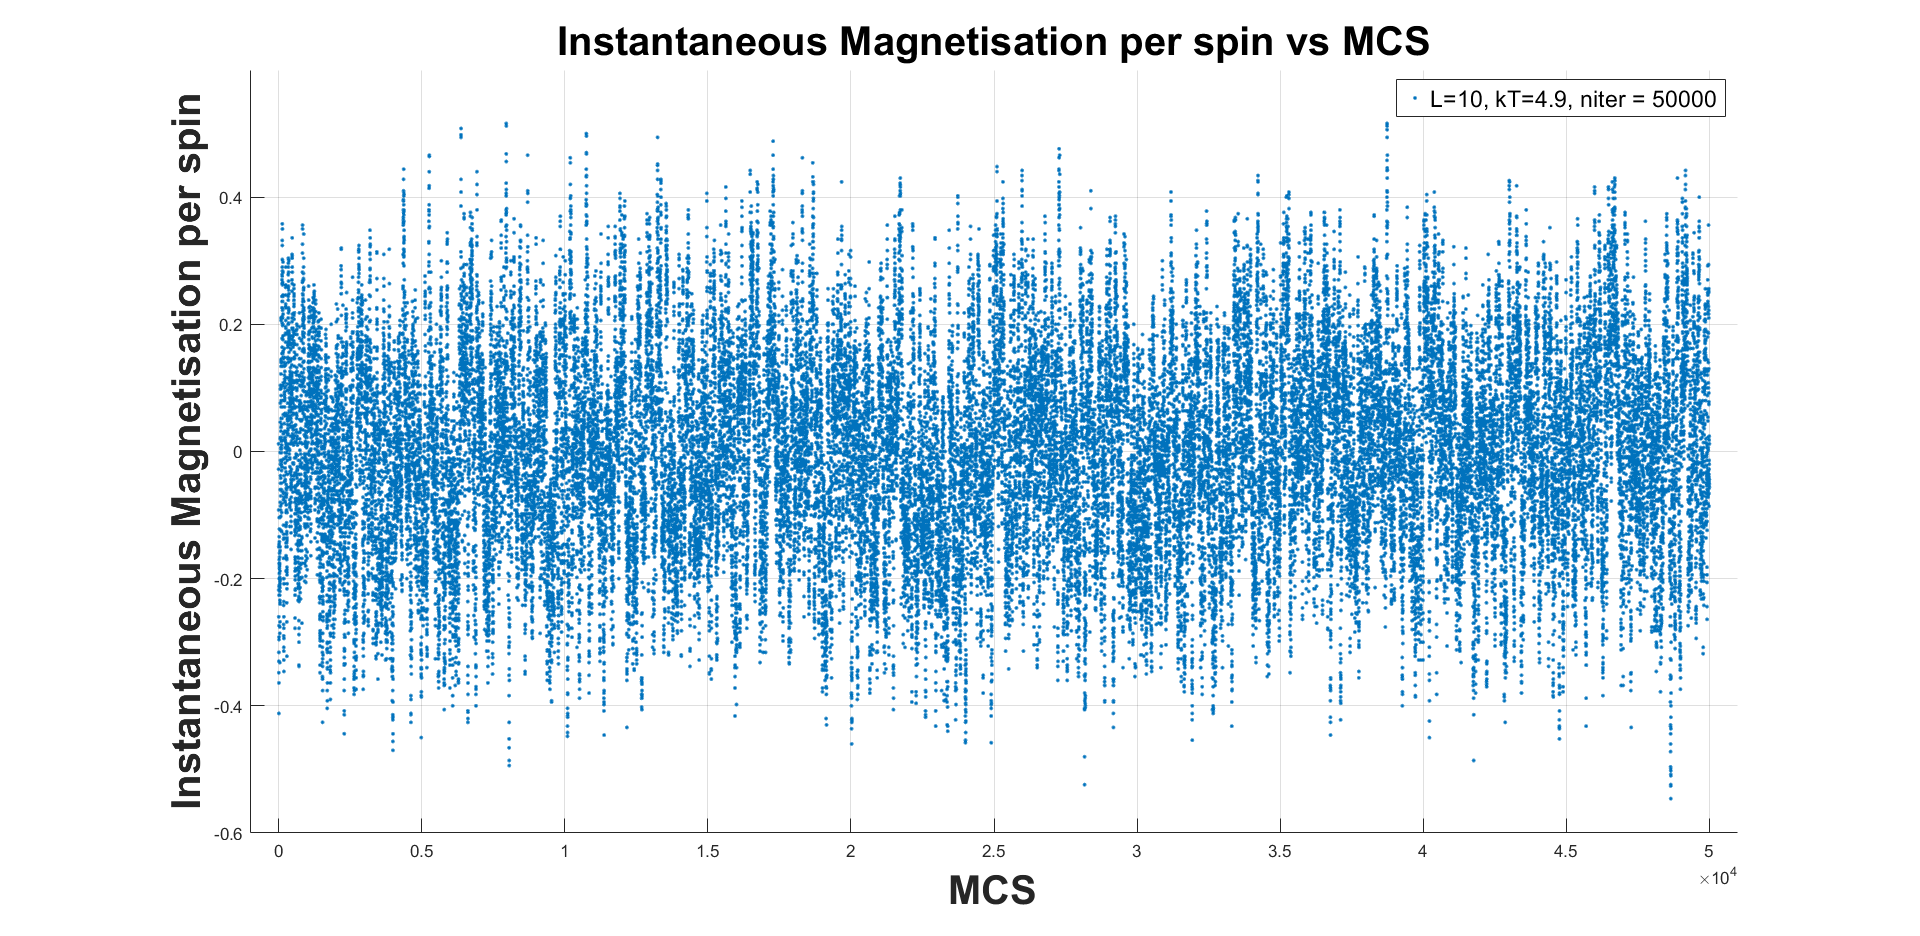 Instantaneous Magnetisation per spin vs MCS
L=10, kT=4.9, niter = 50000
Instantaneous Magnetisation per spin
0.4
0.2
0
-0.2
-0.4
-0.6
0 0.5 1 1.5 2 2.5 3 3.5 4 4.5 5
×10⁴
MCS